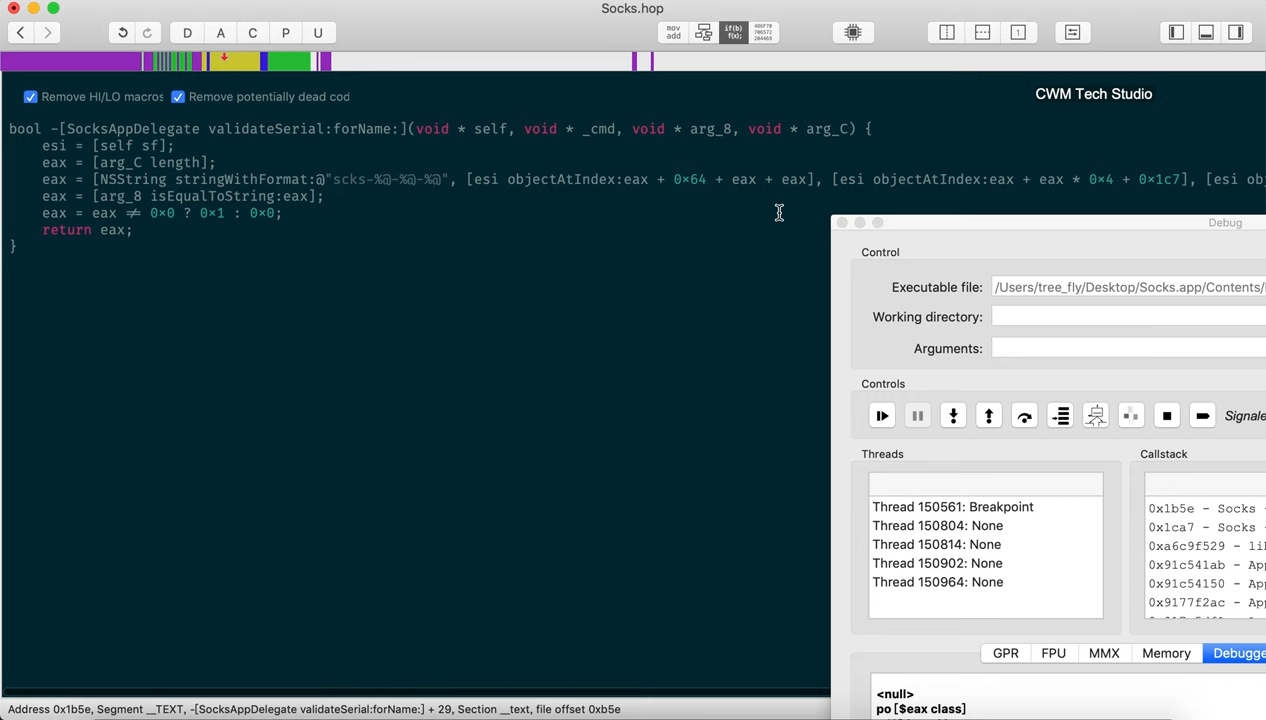 Socks.hop
D A C P U
mov
add
if(b)
f(x);
1
Remove HI/LO macros
Remove potentially dead cod
CWM Tech Studio
bool -[SocksAppDelegate validateSerial:forName:](void * self, void * _cmd, void * arg_8, void * arg_C) {
esi = [self sf];
eax = [arg_C length];
eax = [NSString stringWithFormat:@"scks-%@-%@-%@", [esi objectAtIndex:eax + 0x64 + eax + eax], [esi objectAtIndex:eax + eax * 0x4 + 0x1c7], [esi ob
eax = [arg_8 isEqualToString:eax];
eax = eax ≠ 0x0 ? 0x1 : 0x0;
return eax;
}
Debug
Control
Executable file: /Users/tree_fly/Desktop/Socks.app/Contents/
Working directory:
Arguments:
Controls
Signale
Threads
Callstack
Thread 150561: Breakpoint
Thread 150804: None
Thread 150814: None
Thread 150902: None
Thread 150964: None
0x1b5e - Socks
0x1ca7 - Socks
0xa6c9f529 - li
0x91c541ab - Ap
0x91c54150 - Ap
0x9177f2ac - Ap
GPR FPU MMX Memory Debugge
<null>
po [$eax class]
Address 0x1b5e, Segment __TEXT, -[SocksAppDelegate validateSerial:forName:] + 29, Section __text, file offset 0xb5e